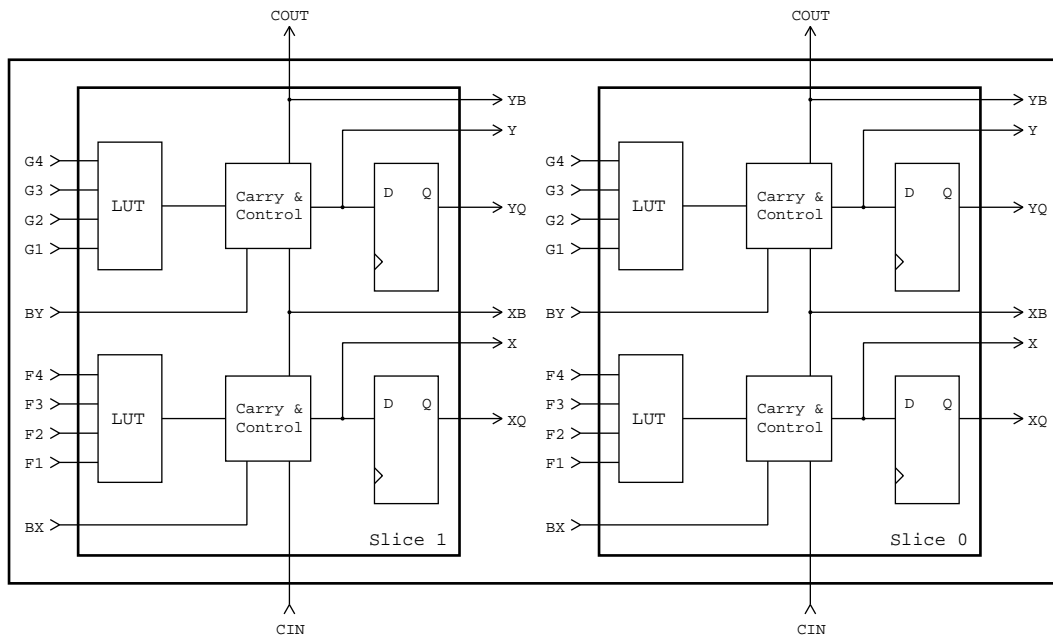 COUT COUT
YB YB
Y Y
G4 G4
G3 LUT Carry & Control D Q YQ G3 LUT Carry & Control D Q YQ
G2 G2
G1 G1
BY XB BY XB
X X
F4 F4
F3 LUT Carry & Control D Q XQ F3 LUT Carry & Control D Q XQ
F2 F2
F1 F1
BX BX
Slice 1 Slice 0
CIN CIN